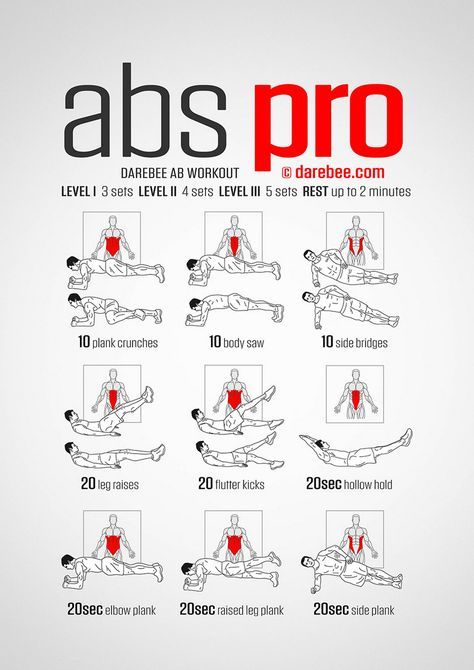 abs pro
DAREBEE AB WORKOUT © darebee.com
LEVEL I 3 sets LEVEL II 4 sets LEVEL III 5 sets REST up to 2 minutes
10 plank crunches
10 body saw
10 side bridges
20 leg raises
20 flutter kicks
20sec hollow hold
20sec elbow plank
20sec raised leg plank
20sec side plank